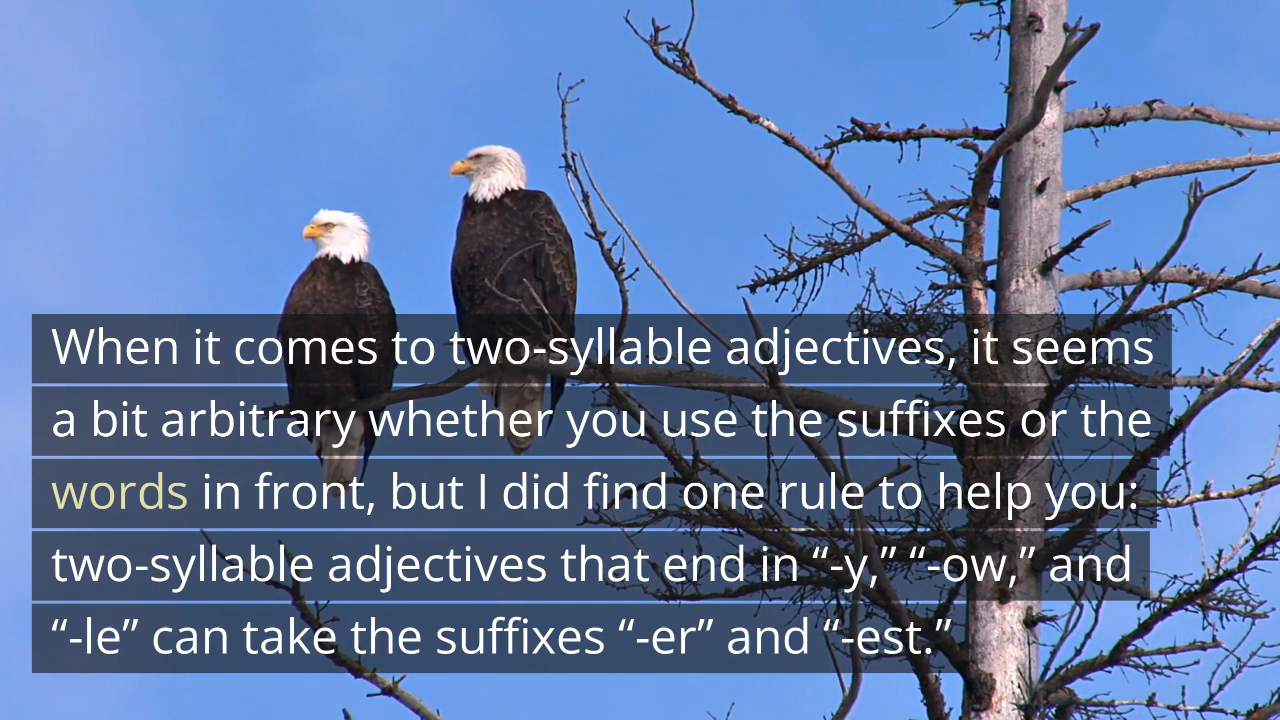 When it comes to two-syllable adjectives, it seems
a bit arbitrary whether you use the suffixes or the
words in front, but I did find one rule to help you:
two-syllable adjectives that end in “-y,” “-ow,” and
“-le” can take the suffixes “-er” and “-est.”